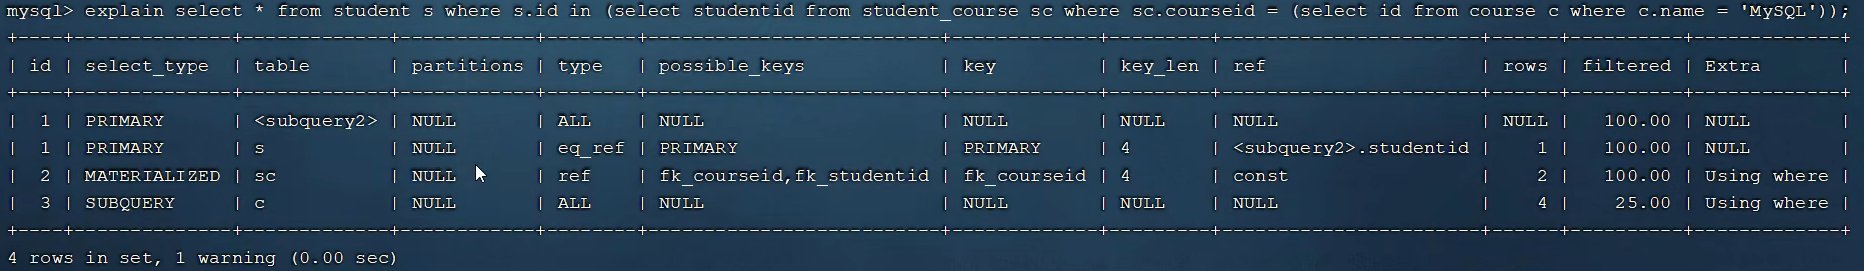 mysql> explain select * from student s where s.id in (select studentid from student_course sc where sc.courseid = (select id from course c where c.name = 'MySQL'));
+----+--------------+-------------+------------+--------+--------------------------+--------------+---------+-----------------------+------+----------+-------------+
| id | select_type | table | partitions | type | possible_keys | key | key_len | ref | rows | filtered | Extra |
+----+--------------+-------------+------------+--------+--------------------------+--------------+---------+-----------------------+------+----------+-------------+
| 1 | PRIMARY | <subquery2> | NULL | ALL | NULL | NULL | NULL | NULL | NULL | 100.00 | NULL |
| 1 | PRIMARY | s | NULL | eq_ref | PRIMARY | PRIMARY | 4 | <subquery2>.studentid | 1 | 100.00 | NULL |
| 2 | MATERIALIZED | sc | NULL | ref | fk_courseid,fk_studentid | fk_courseid | 4 | const | 2 | 100.00 | Using where |
| 3 | SUBQUERY | c | NULL | ALL | NULL | NULL | NULL | NULL | 4 | 25.00 | Using where |
+----+--------------+-------------+------------+--------+--------------------------+--------------+---------+-----------------------+------+----------+-------------+
4 rows in set, 1 warning (0.00 sec)